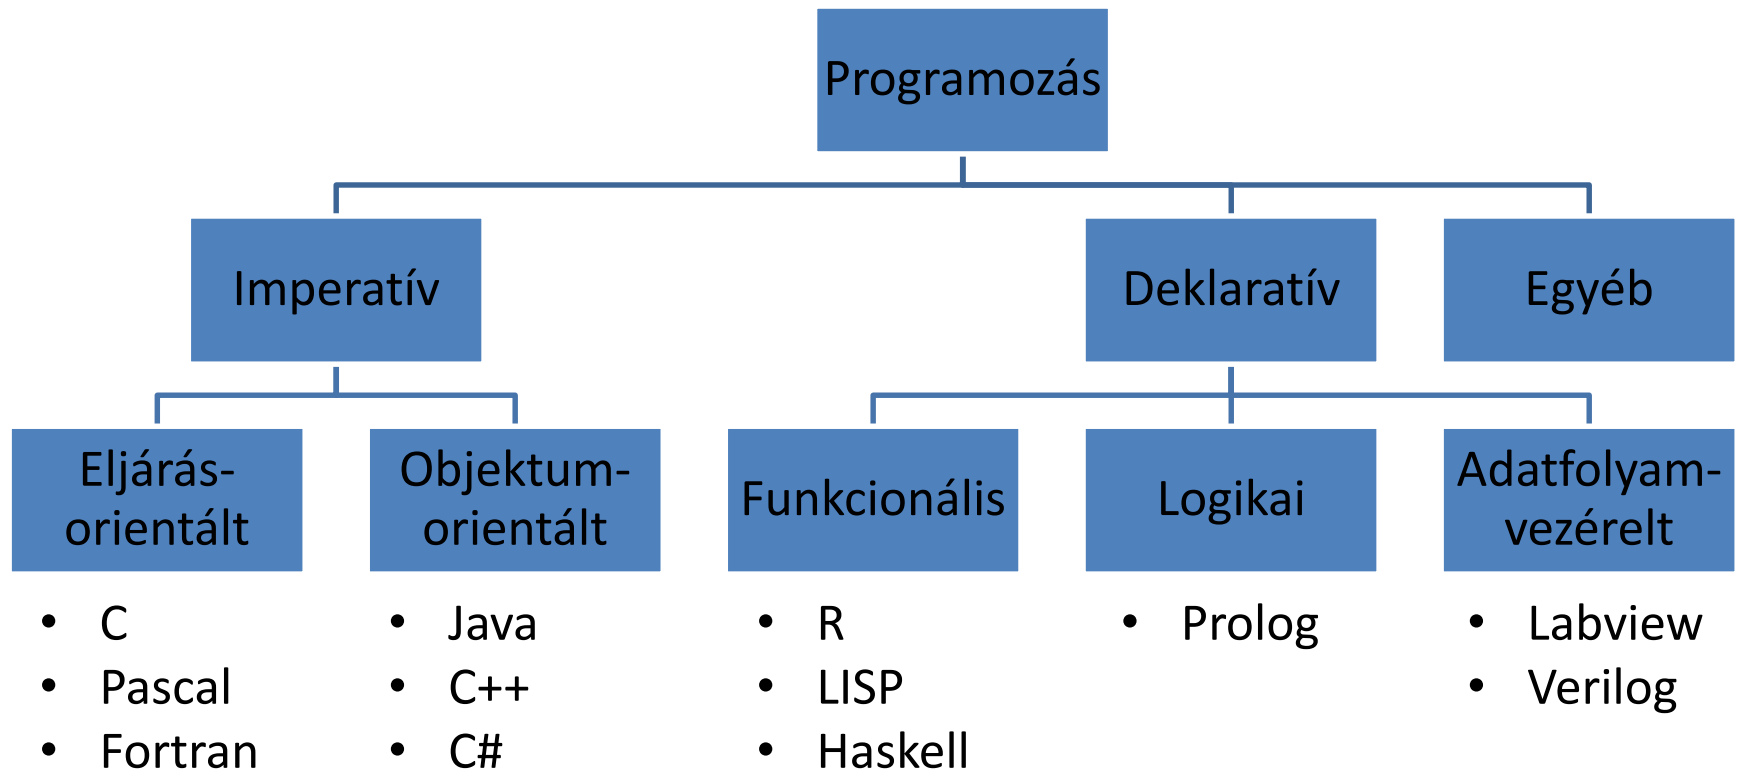 Programozás
Imperatív
Deklaratív
Egyéb
Eljárás-
orientált
Objektum-
orientált
Funkcionális
Logikai
Adatfolyam-
vezérelt
• C
• Pascal
• Fortran
• Java
• C++
• C#
• R
• LISP
• Haskell
• Prolog
• Labview
• Verilog